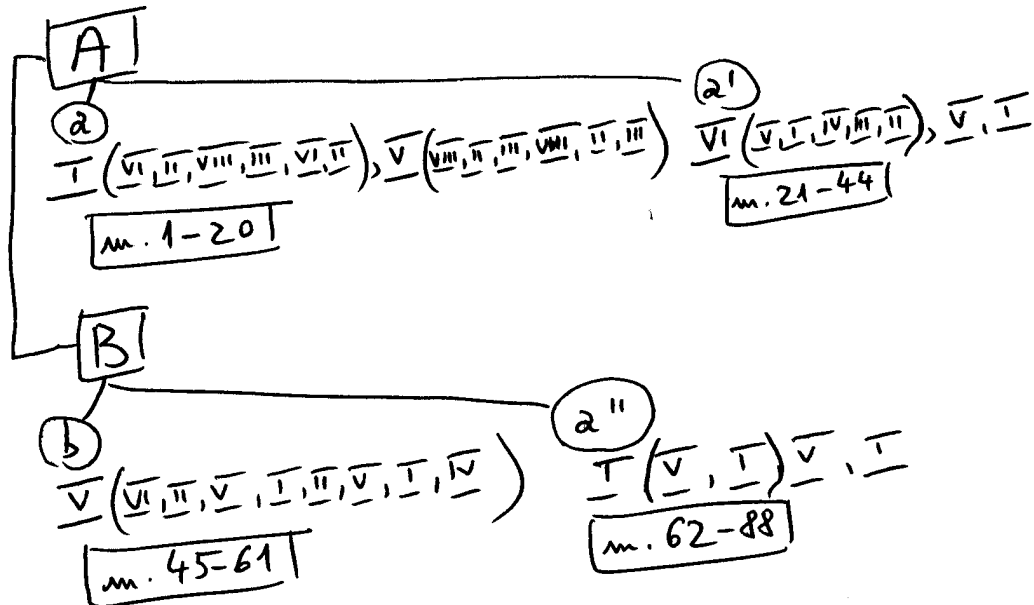 A
a a'
I (VI, II, VIII, III, VI, II), V (VIII, II, III, VIII, II, III) VI (V, I, IV, III, II), V, I
m. 1-20 m. 21-44
B
b a''
V (VI, II, V, I, II, V, I, IV) I (V, I) V, I
m. 45-61 m. 62-88